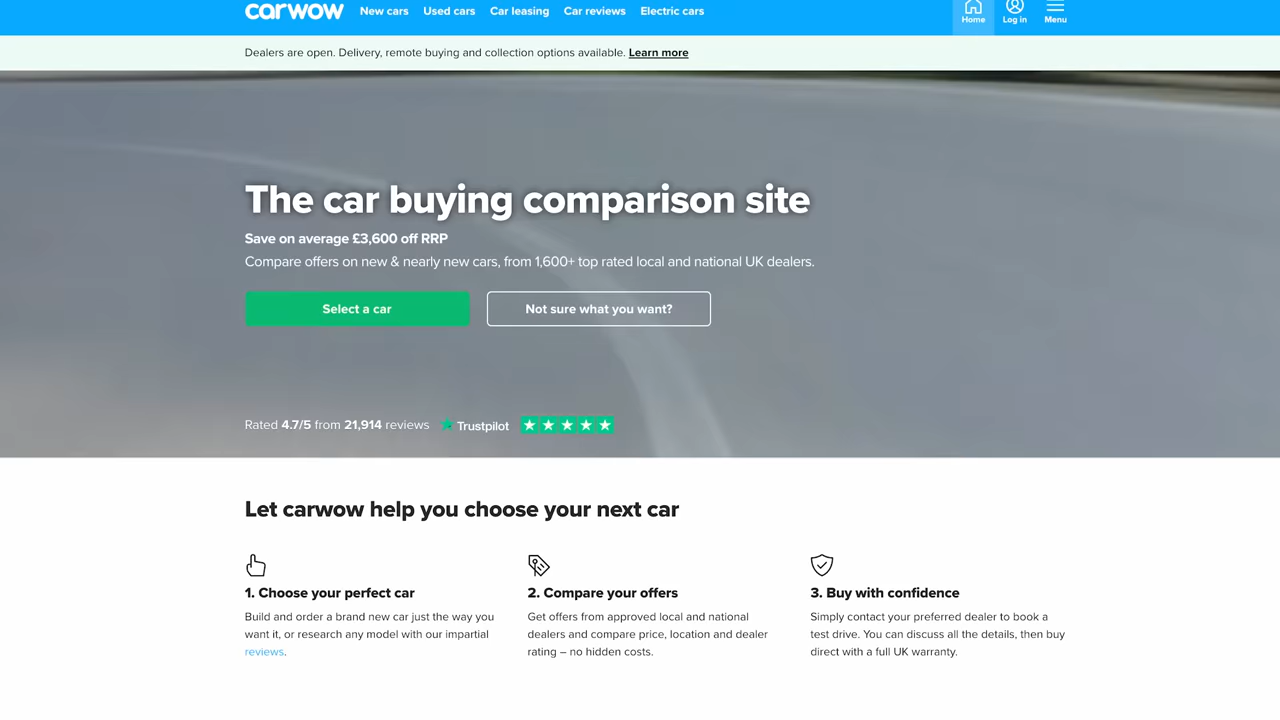 carwow New cars Used cars Car leasing Car reviews Electric cars Home Log in Menu
Dealers are open. Delivery, remote buying and collection options available. Learn more
The car buying comparison site
Save on average £3,600 off RRP
Compare offers on new & nearly new cars, from 1,600+ top rated local and national UK dealers.
Select a car Not sure what you want?
Rated 4.7/5 from 21,914 reviews Trustpilot
Let carwow help you choose your next car
1. Choose your perfect car
Build and order a brand new car just the way you
want it, or research any model with our impartial
reviews.
2. Compare your offers
Get offers from approved local and national
dealers and compare price, location and dealer
rating – no hidden costs.
3. Buy with confidence
Simply contact your preferred dealer to book a
test drive. You can discuss all the details, then buy
direct with a full UK warranty.